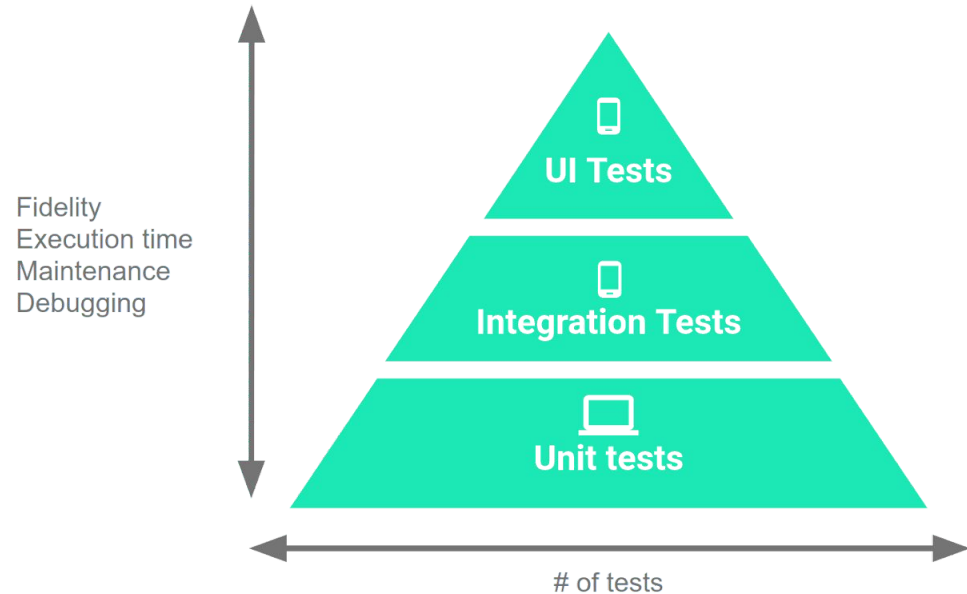 UI Tests
Fidelity
Execution time
Maintenance
Debugging
Integration Tests
Unit tests
# of tests